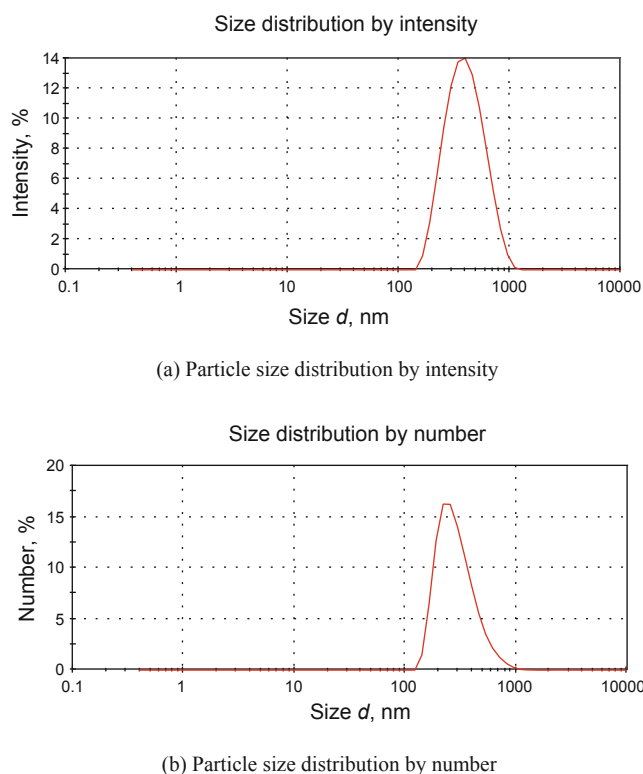 Size distribution by intensity
14
12
10
8
6
4
2
0
Intensity, %
0.1 1 10 100 1000 10000
Size d, nm
(a) Particle size distribution by intensity
Size distribution by number
20
15
10
5
0
Number, %
0.1 1 10 100 1000 10000
Size d, nm
(b) Particle size distribution by number